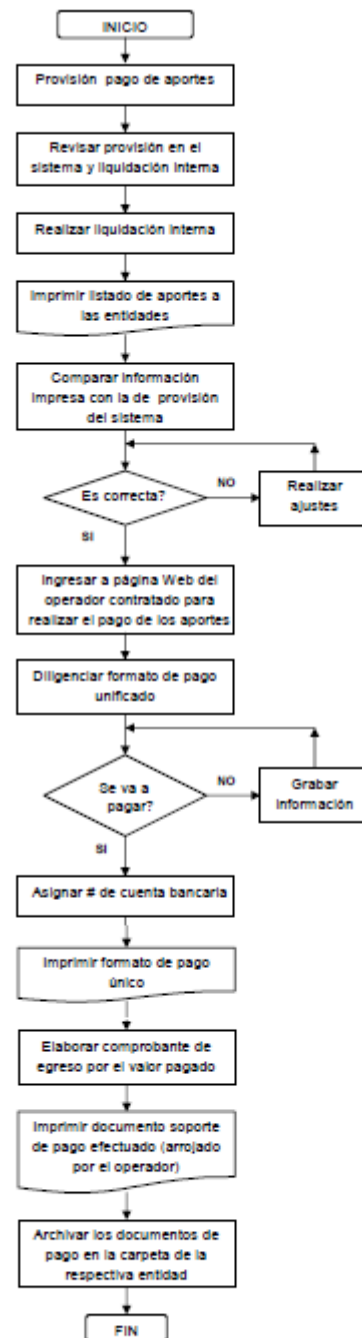 INICIO
Provisión pago de aportes
Revisar provisión en el
sistema y liquidación interna
Realizar liquidación interna
Imprimir listado de aportes a
las entidades
Comparar información
impresa con la de provisión
del sistema
Es correcta?
NO
Realizar
ajustes
SI
Ingresar a página Web del
operador contratado para
realizar el pago de los aportes
Diligenciar formato de pago
unificado
Se va a
pagar?
NO
Grabar
información
SI
Asignar # de cuenta bancaria
Imprimir formato de pago
único
Elaborar comprobante de
egreso por el valor pagado
Imprimir documento soporte
de pago efectuado (arrojado
por el operador)
Archivar los documentos de
pago en la carpeta de la
respectiva entidad
FIN